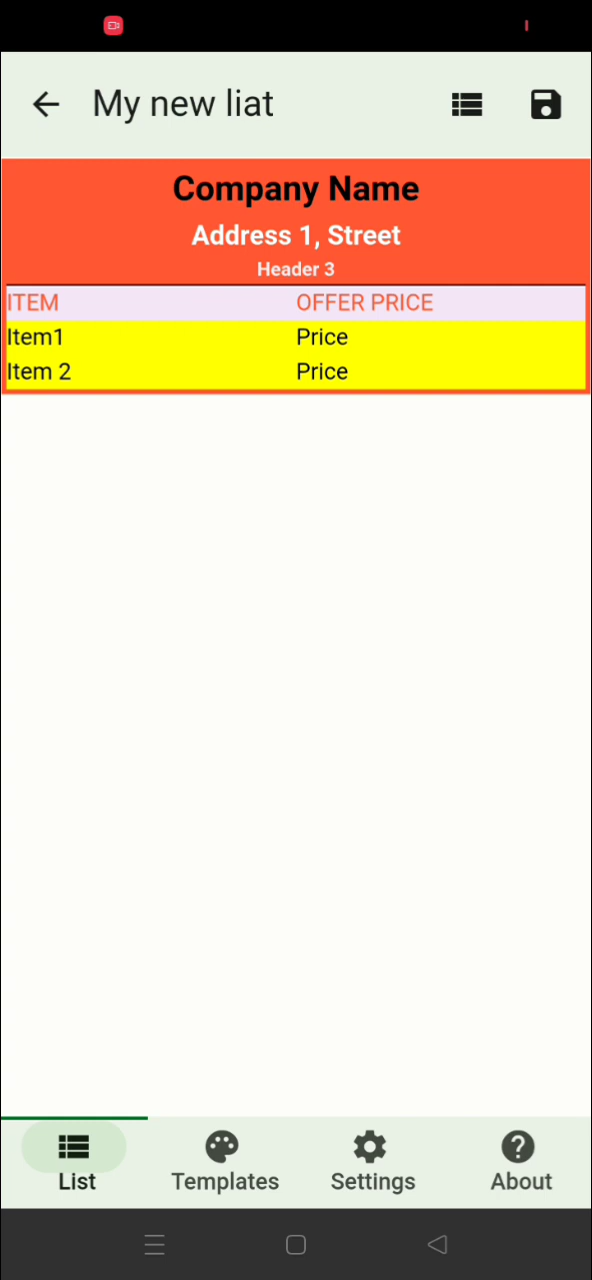 My new liat
Company Name
Address 1, Street
Header 3
ITEM OFFER PRICE
Item1 Price
Item 2 Price
List Templates Settings About